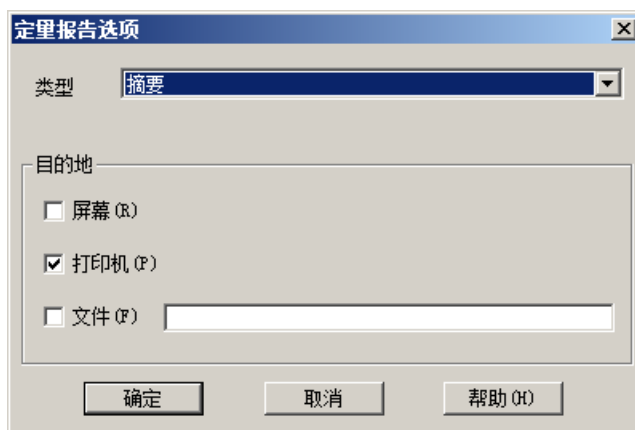 定量报告选项
类型 摘要
目的地
屏幕(R)
打印机(P)
文件(F)
确定 取消 帮助(H)